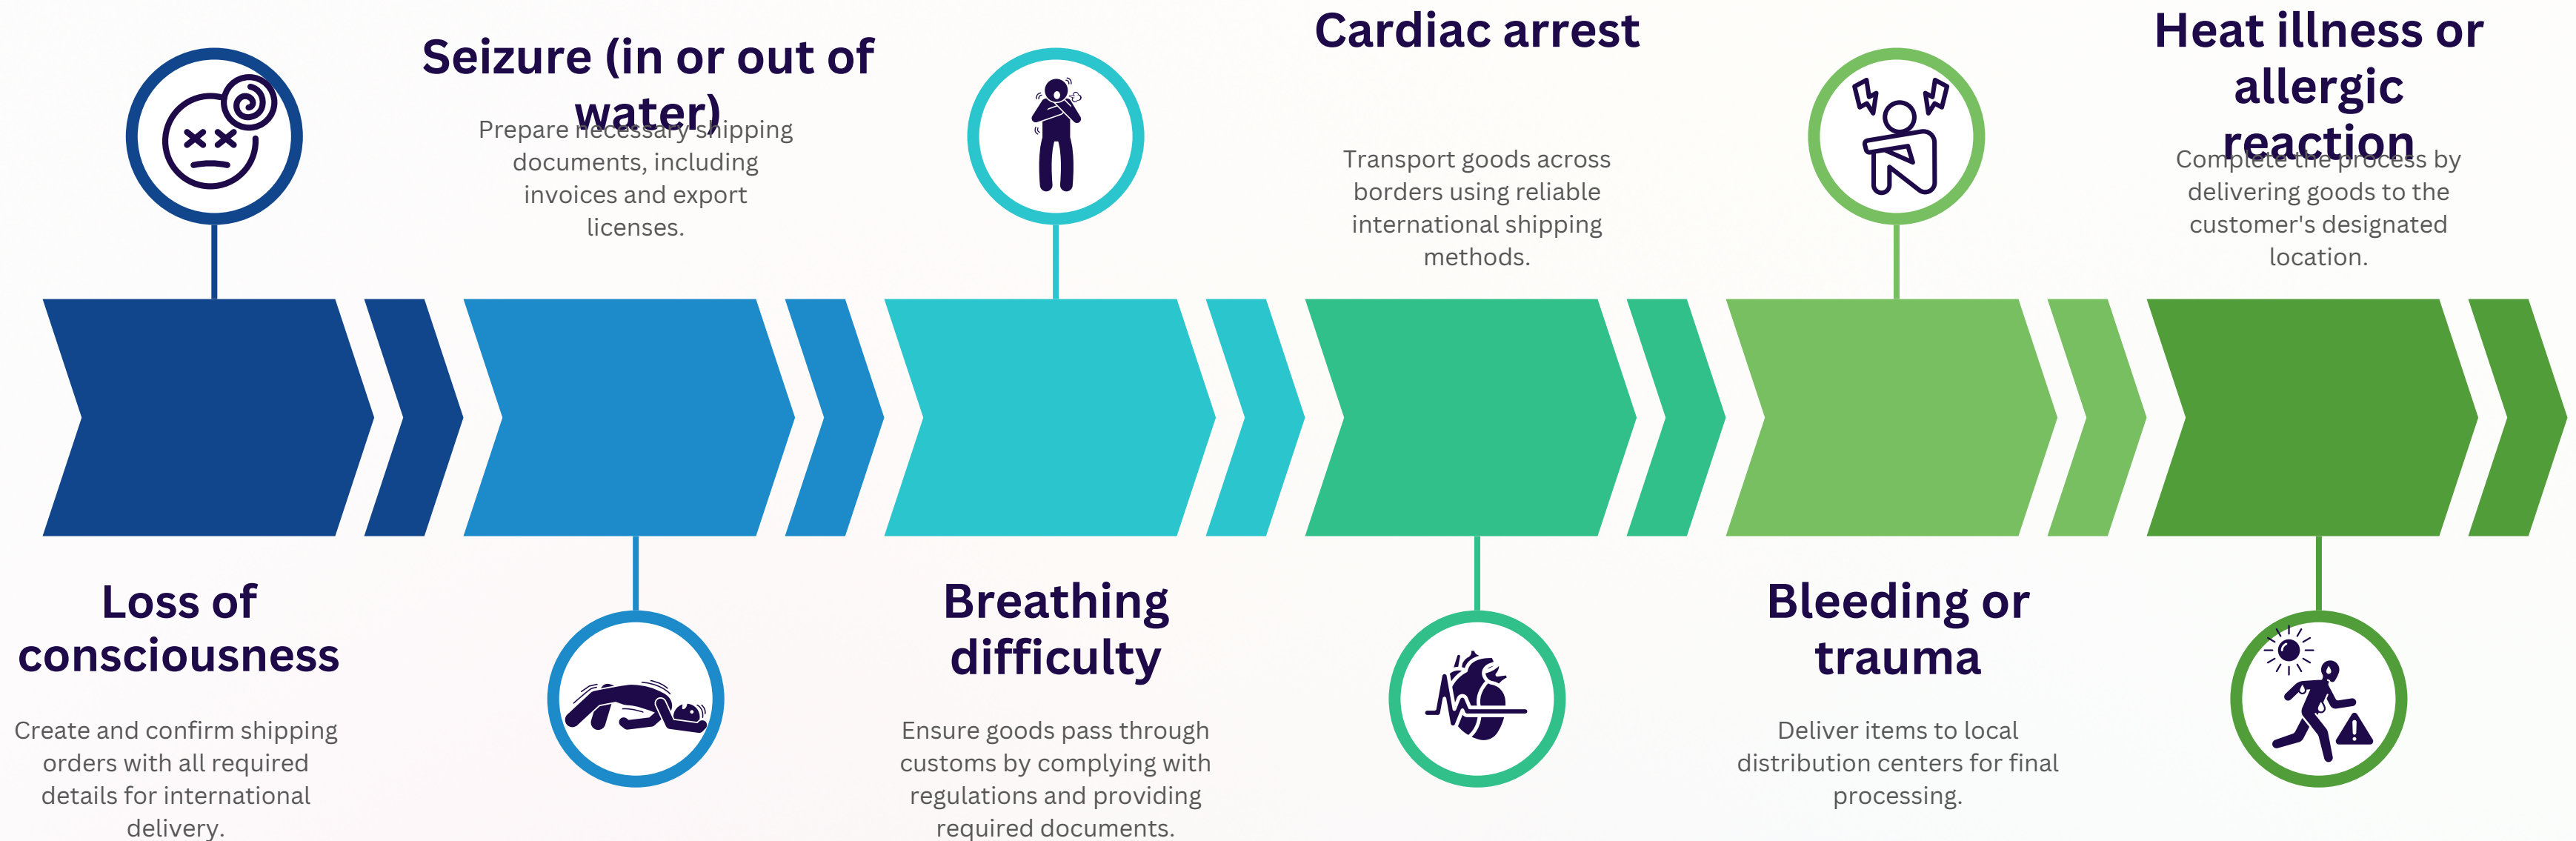 Loss of
consciousness
Create and confirm shipping
orders with all required
details for international
delivery.
Seizure (in or out of
water)
Prepare necessary shipping
documents, including
invoices and export
licenses.
Breathing
difficulty
Ensure goods pass through
customs by complying with
regulations and providing
required documents.
Cardiac arrest
Transport goods across
borders using reliable
international shipping
methods.
Bleeding or
trauma
Deliver items to local
distribution centers for final
processing.
Heat illness or
allergic
reaction
Complete the process by
delivering goods to the
customer's designated
location.